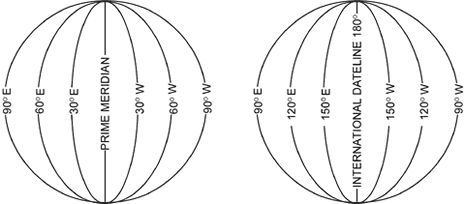 90° E
60° E
30° E
PRIME MERIDIAN
30° W
60° W
90° W
90° E
120° E
150° E
INTERNATIONAL DATELINE 180°
150° W
120° W
90° W